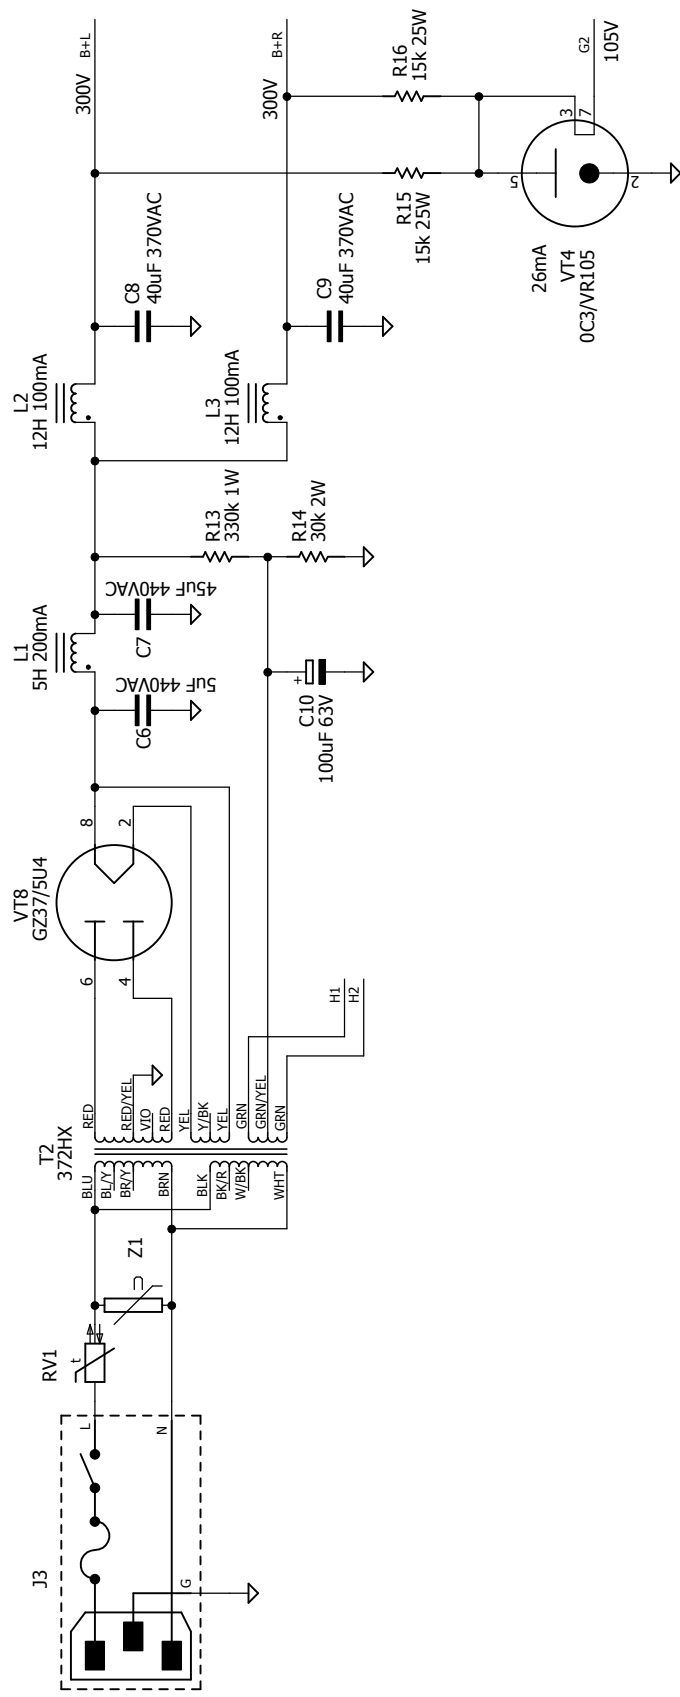 J3
L
N
G
RV1
t
Z1
U
T2
372HX
BLU
BL/Y
BR/Y
BRN
BLK
BK/R
W/BK
WHT
RED
RED/YEL
VIO
RED
YEL
Y/BK
YEL
GRN
GRN/YEL
GRN
H1
H2
VT8
GZ37/5U4
6
4
8
2
C6
5uF 440VAC
L1
5H 200mA
C7
45uF 440VAC
C10
100uF 63V
+
R13
330k 1W
R14
30k 2W
L2
12H 100mA
L3
12H 100mA
C8
40uF 370VAC
C9
40uF 370VAC
300V
B+L
300V
B+R
R15
15k 25W
R16
15k 25W
26mA
VT4
0C3/VR105
5
2
3
7
G2
105V